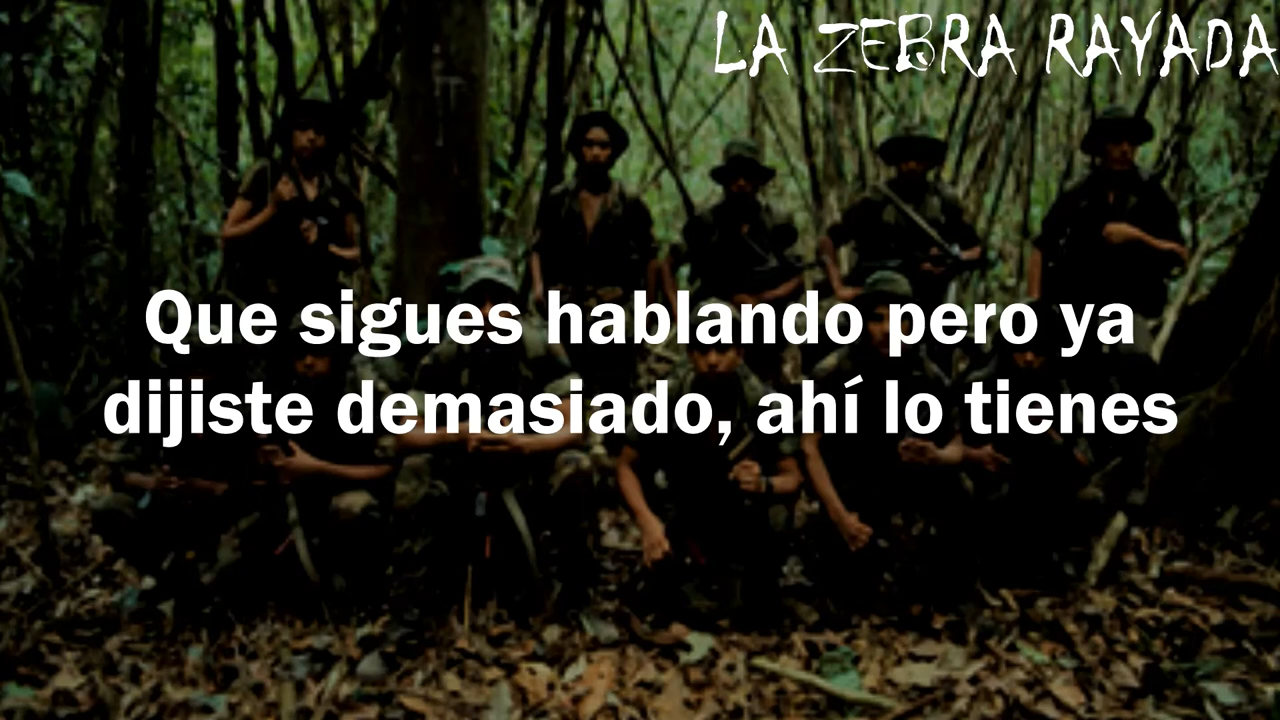 LA ZEBRA RAYADA
Que sigues hablando pero ya
dijiste demasiado, ahí lo tienes